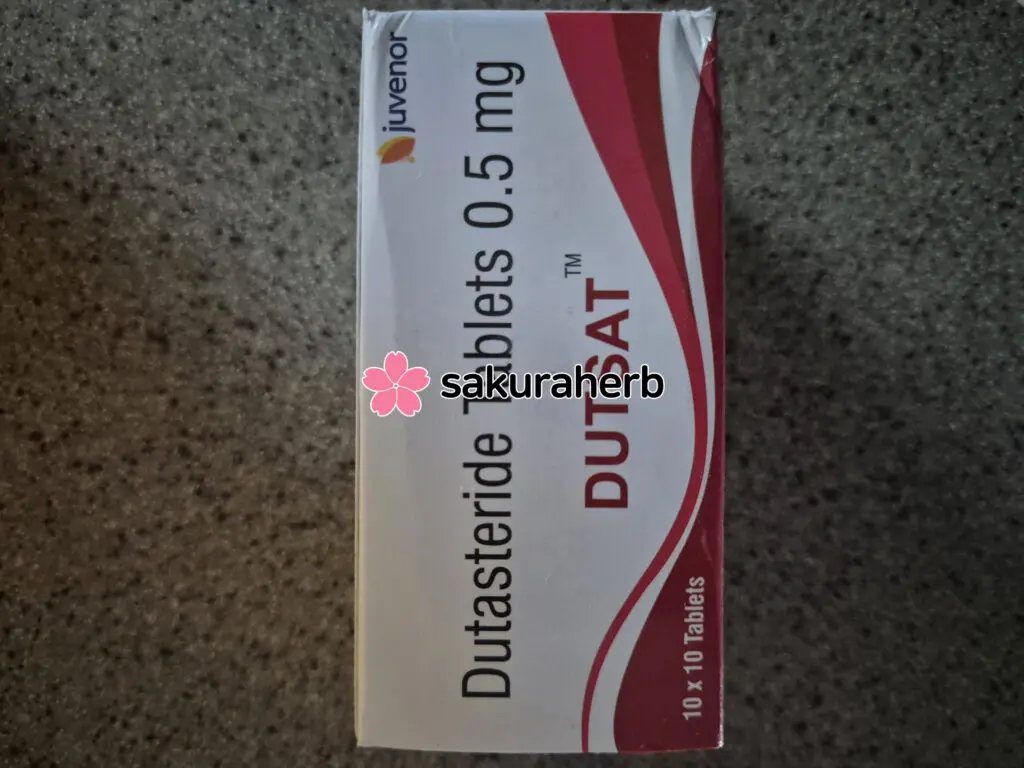 juvenor
Dutasteride Tablets 0.5 mg
DUTSAT™
10 x 10 Tablets
sakuraherb